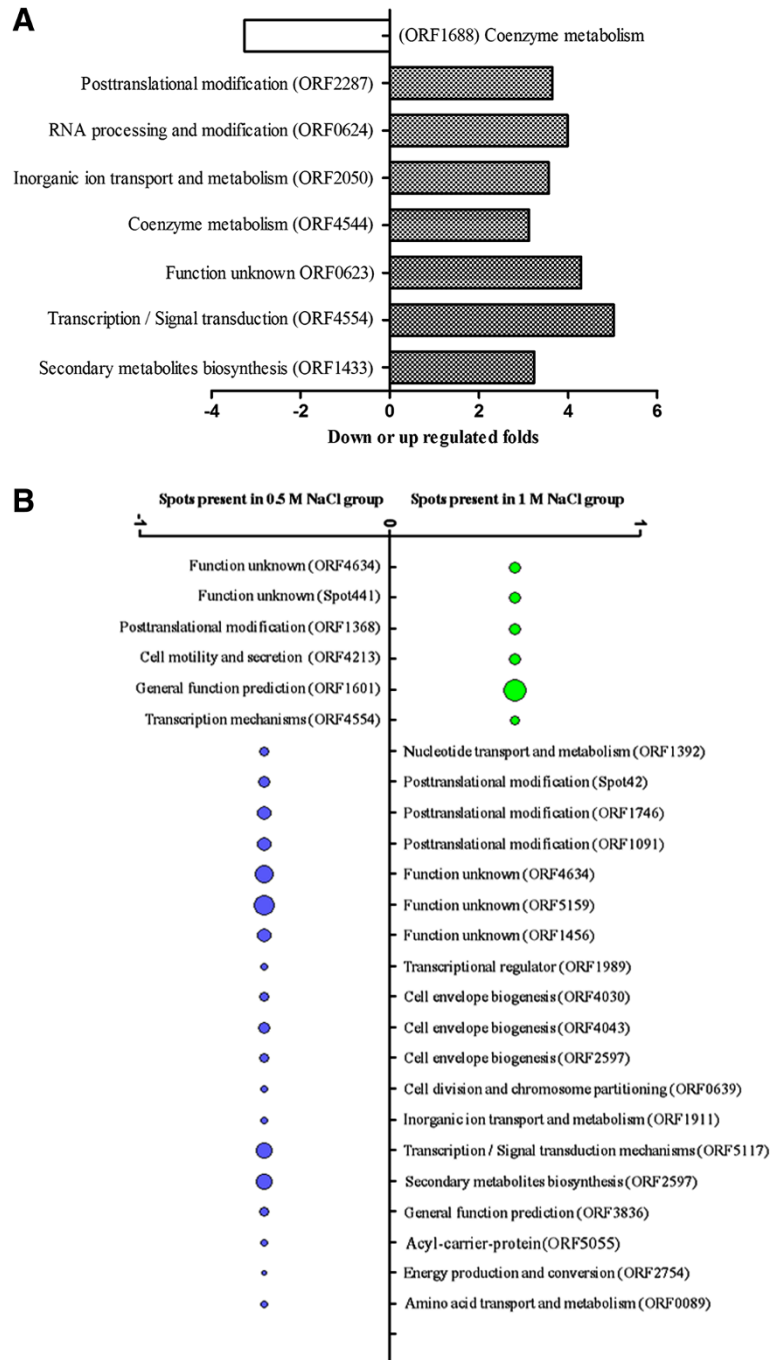 A
(ORF1688) Coenzyme metabolism
Posttranslational modification (ORF2287)
RNA processing and modification (ORF0624)
Inorganic ion transport and metabolism (ORF2050)
Coenzyme metabolism (ORF4544)
Function unknown ORF0623)
Transcription / Signal transduction (ORF4554)
Secondary metabolites biosynthesis (ORF1433)
-4 -2 0 2 4 6
Down or up regulated folds
B
Spots present in 0.5 M NaCl group Spots present in 1 M NaCl group
-1 0 1
Function unknown (ORF4634)
Function unknown (Spot441)
Posttranslational modification (ORF1368)
Cell motility and secretion (ORF4213)
General function prediction (ORF1601)
Transcription mechanisms (ORF4554)
Nucleotide transport and metabolism (ORF1392)
Posttranslational modification (Spot42)
Posttranslational modification (ORF1746)
Posttranslational modification (ORF1091)
Function unknown (ORF4634)
Function unknown (ORF5159)
Function unknown (ORF1456)
Transcriptional regulator (ORF1989)
Cell envelope biogenesis (ORF4030)
Cell envelope biogenesis (ORF4043)
Cell envelope biogenesis (ORF2597)
Cell division and chromosome partitioning (ORF0639)
Inorganic ion transport and metabolism (ORF1911)
Transcription / Signal transduction mechanisms (ORF5117)
Secondary metabolites biosynthesis (ORF2597)
General function prediction (ORF3836)
Acyl-carrier-protein (ORF5055)
Energy production and conversion (ORF2754)
Amino acid transport and metabolism (ORF0089)